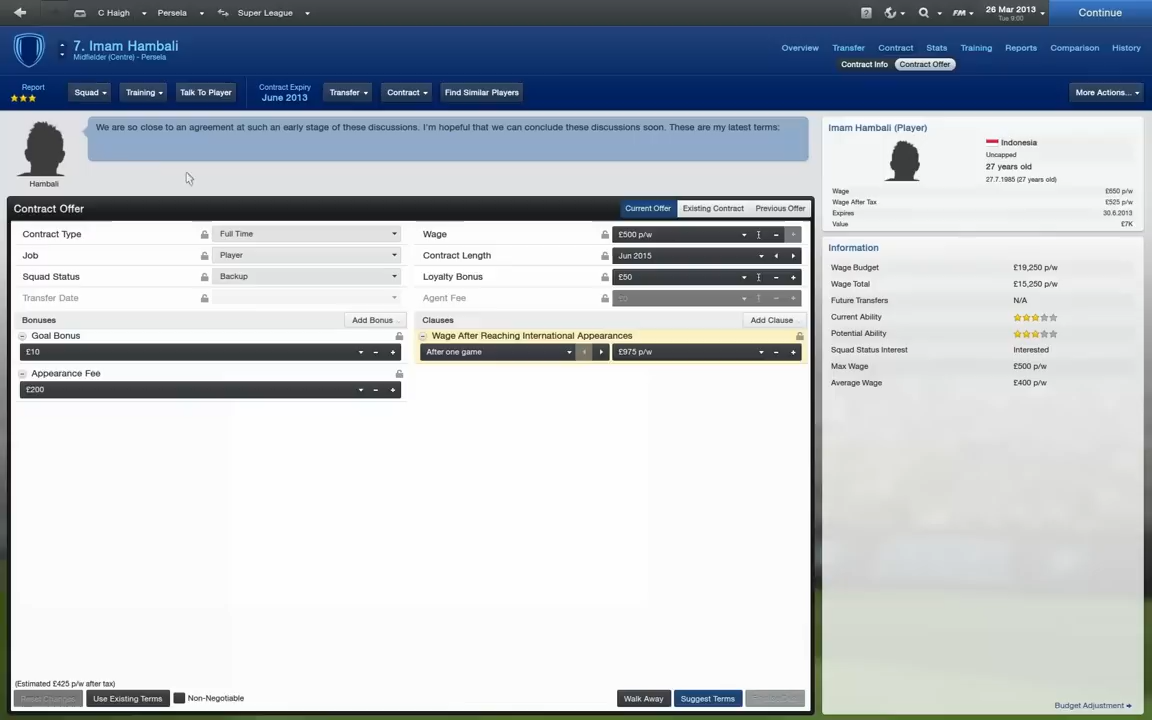 C Haigh
Persela
Super League
FM
26 Mar 2013
Tue 9:00
Continue
7. Imam Hambali
Midfielder (Centre) - Persela
Overview Transfer Contract Stats Training Reports Comparison History
Contract Info Contract Offer
Report
Squad
Training
Talk To Player
Contract Expiry
June 2013
Transfer
Contract
Find Similar Players
More Actions...
We are so close to an agreement at such an early stage of these discussions. I'm hopeful that we can conclude these discussions soon. These are my latest terms:
Hambali
Contract Offer
Current Offer Existing Contract Previous Offer
Contract Type Full Time
Job Player
Squad Status Backup
Transfer Date
Wage £500 p/w
Contract Length Jun 2015
Loyalty Bonus £50
Agent Fee
Bonuses Add Bonus
Goal Bonus
£10
Appearance Fee
£200
Clauses Add Clause
Wage After Reaching International Appearances
After one game £975 p/w
(Estimated £425 p/w after tax)
Reset Changes Use Existing Terms Non-Negotiable
Walk Away Suggest Terms
Imam Hambali (Player)
Indonesia
Uncapped
27 years old
27.7.1985 (27 years old)
Wage £550 p/w
Wage After Tax £525 p/w
Expires 30.6.2013
Value £7K
Information
Wage Budget £19,250 p/w
Wage Total £15,250 p/w
Future Transfers N/A
Current Ability
Potential Ability
Squad Status Interest Interested
Max Wage £500 p/w
Average Wage £400 p/w
Budget Adjustment